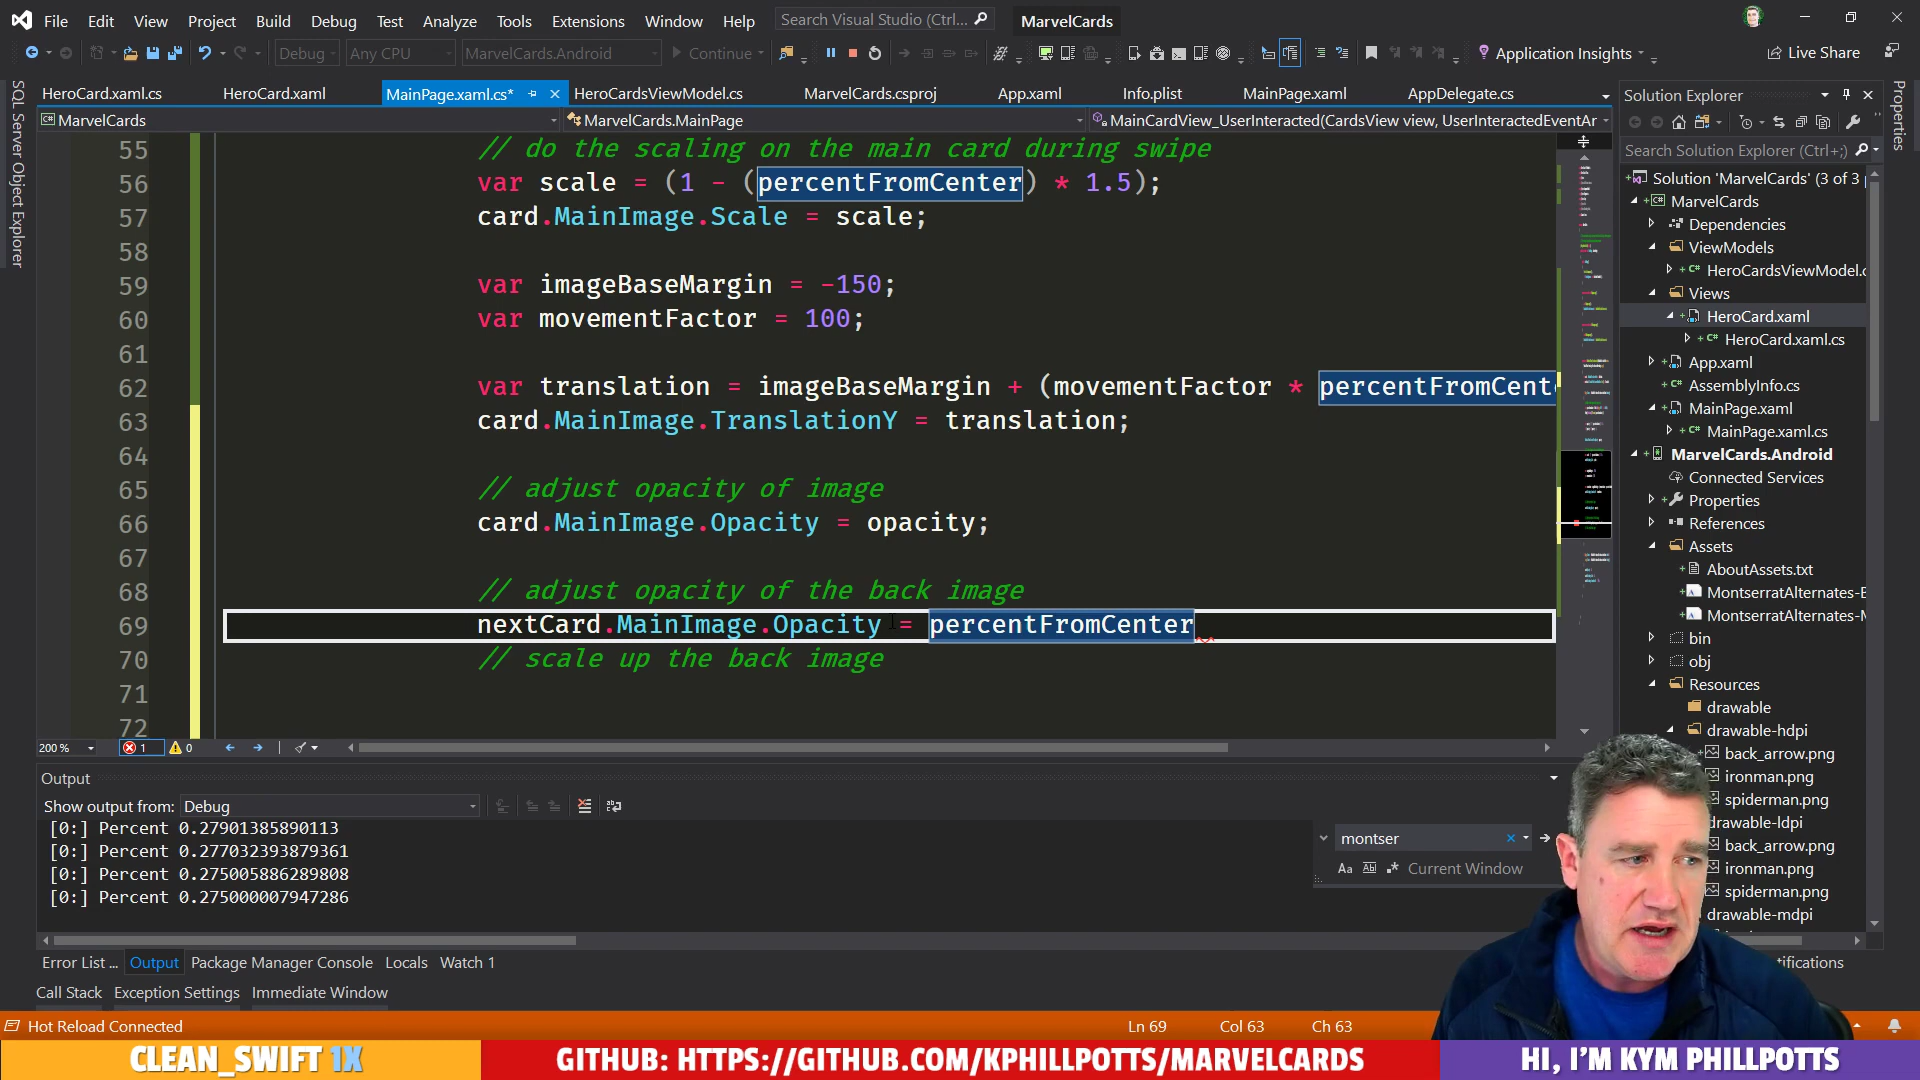 File Edit View Project Build Debug Test Analyze Tools Extensions Window Help Search Visual Studio (Ctrl... MarvelCards
Debug Any CPU MarvelCards.Android Continue Application Insights Live Share
HeroCard.xaml.cs HeroCard.xaml MainPage.xaml.cs* HeroCardsViewModel.cs MarvelCards.csproj App.xaml Info.plist MainPage.xaml AppDelegate.cs
MarvelCards MarvelCards.MainPage MainCardView_UserInteracted(CardsView view, UserInteractedEventAr
55 // do the scaling on the main card during swipe
56 var scale = (1 - (percentFromCenter) * 1.5);
57 card.MainImage.Scale = scale;
58
59 var imageBaseMargin = -150;
60 var movementFactor = 100;
61
62 var translation = imageBaseMargin + (movementFactor * percentFromCent
63 card.MainImage.TranslationY = translation;
64
65 // adjust opacity of image
66 card.MainImage.Opacity = opacity;
67
68 // adjust opacity of the back image
69 nextCard.MainImage.Opacity = percentFromCenter
70 // scale up the back image
71
72
200 % 1 0
Output
Show output from: Debug
[0:] Percent 0.27901385890113
[0:] Percent 0.277032393879361
[0:] Percent 0.275005886289808
[0:] Percent 0.275000007947286
montser
Aa Current Window
Error List ... Output Package Manager Console Locals Watch 1
Call Stack Exception Settings Immediate Window
Hot Reload Connected Ln 69 Col 63 Ch 63
SQL Server Object Explorer
Properties
Solution Explorer
Search Solution Explorer (Ctrl+;)
Solution 'MarvelCards' (3 of 3
MarvelCards
Dependencies
ViewModels
HeroCardsViewModel.c
Views
HeroCard.xaml
HeroCard.xaml.cs
App.xaml
AssemblyInfo.cs
MainPage.xaml
MainPage.xaml.cs
MarvelCards.Android
Connected Services
Properties
References
Assets
AboutAssets.txt
MontserratAlternates-
MontserratAlternates-
bin
obj
Resources
drawable
drawable-hdpi
back_arrow.png
ironman.png
spiderman.png
drawable-ldpi
back_arrow.png
ironman.png
spiderman.png
drawable-mdpi
tifications
CLEAN_SWIFT 1X
GITHUB: HTTPS://GITHUB.COM/KPHILLPOTTS/MARVELCARDS
HI, I'M KYM PHILLPOTTS